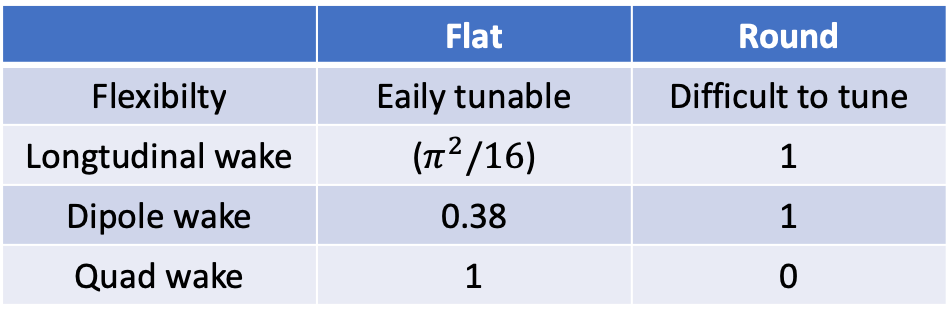 Flat Round
Flexibilty Eaily tunable Difficult to tune
Longtudinal wake (π²/16) 1
Dipole wake 0.38 1
Quad wake 1 0